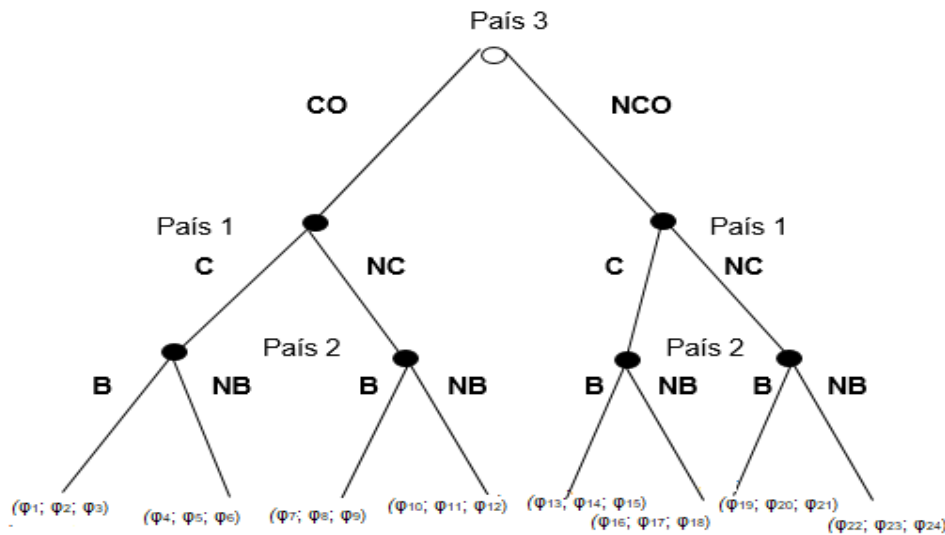 País 3
CO NCO
País 1 País 1
C NC C NC
País 2 País 2
B NB B NB B NB B NB
(φ1; φ2; φ3) (φ4; φ5; φ6) (φ7; φ8; φ9) (φ10; φ11; φ12) (φ13; φ14; φ15) (φ19; φ20; φ21)
(φ16; φ17; φ18) (φ22; φ23; φ24)